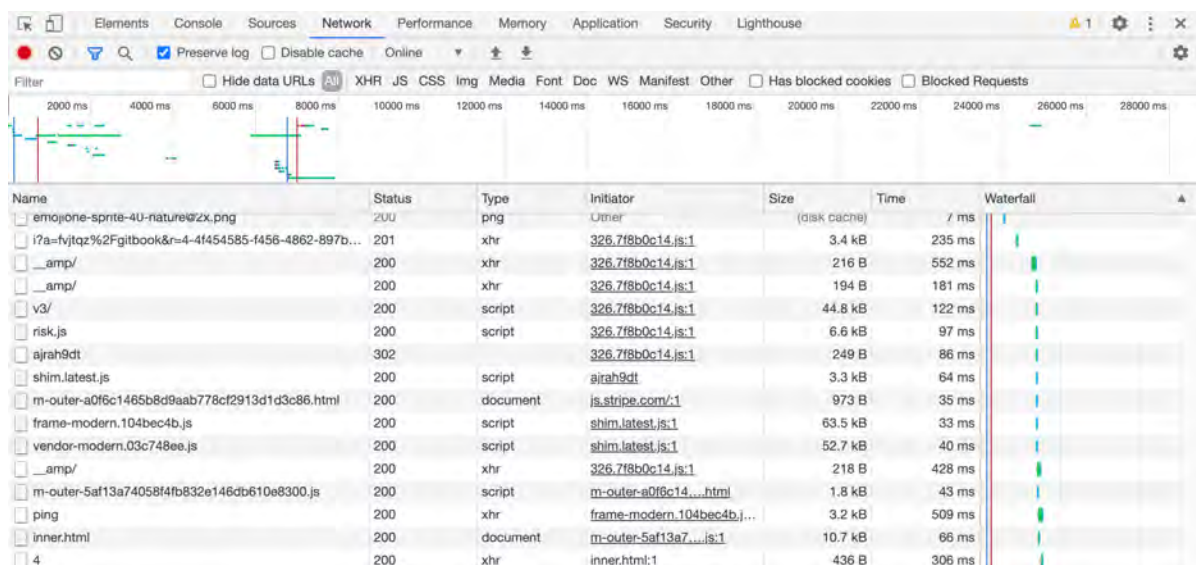 Elements Console Sources Network Performance Memory Application Security Lighthouse 1
Preserve log Disable cache Online
Filter Hide data URLs All XHR JS CSS Img Media Font Doc WS Manifest Other Has blocked cookies Blocked Requests
2000 ms 4000 ms 6000 ms 8000 ms 10000 ms 12000 ms 14000 ms 16000 ms 18000 ms 20000 ms 22000 ms 24000 ms 26000 ms 28000 ms
Name Status Type Initiator Size Time Waterfall
emojione-sprite-40-nature@2x.png 200 png Other (disk cache) 7 ms
i?a=fvjtqz%2Fgitbook&r=4-4f454585-f456-4862-897b... 201 xhr 326.7f8b0c14.js:1 3.4 kB 235 ms
__amp/ 200 xhr 326.7f8b0c14.js:1 216 B 552 ms
__amp/ 200 xhr 326.7f8b0c14.js:1 194 B 181 ms
v3/ 200 script 326.7f8b0c14.js:1 44.8 kB 122 ms
risk.js 200 script 326.7f8b0c14.js:1 6.6 kB 97 ms
ajrah9dt 302 326.7f8b0c14.js:1 249 B 86 ms
shim.latest.js 200 script ajrah9dt 3.3 kB 64 ms
m-outer-a0f6c1465b8d9aab778cf2913d1d3c86.html 200 document js.stripe.com/:1 973 B 35 ms
frame-modern.104bec4b.js 200 script shim.latest.js:1 63.5 kB 33 ms
vendor-modern.03c748ee.js 200 script shim.latest.js:1 52.7 kB 40 ms
__amp/ 200 xhr 326.7f8b0c14.js:1 218 B 428 ms
m-outer-5af13a74058f4fb832e146db610e8300.js 200 script m-outer-a0f6c14....html 1.8 kB 43 ms
ping 200 xhr frame-modern.104bec4b.j... 3.2 kB 509 ms
inner.html 200 document m-outer-5af13a7....js:1 10.7 kB 66 ms
4 200 xhr inner.html:1 436 B 306 ms